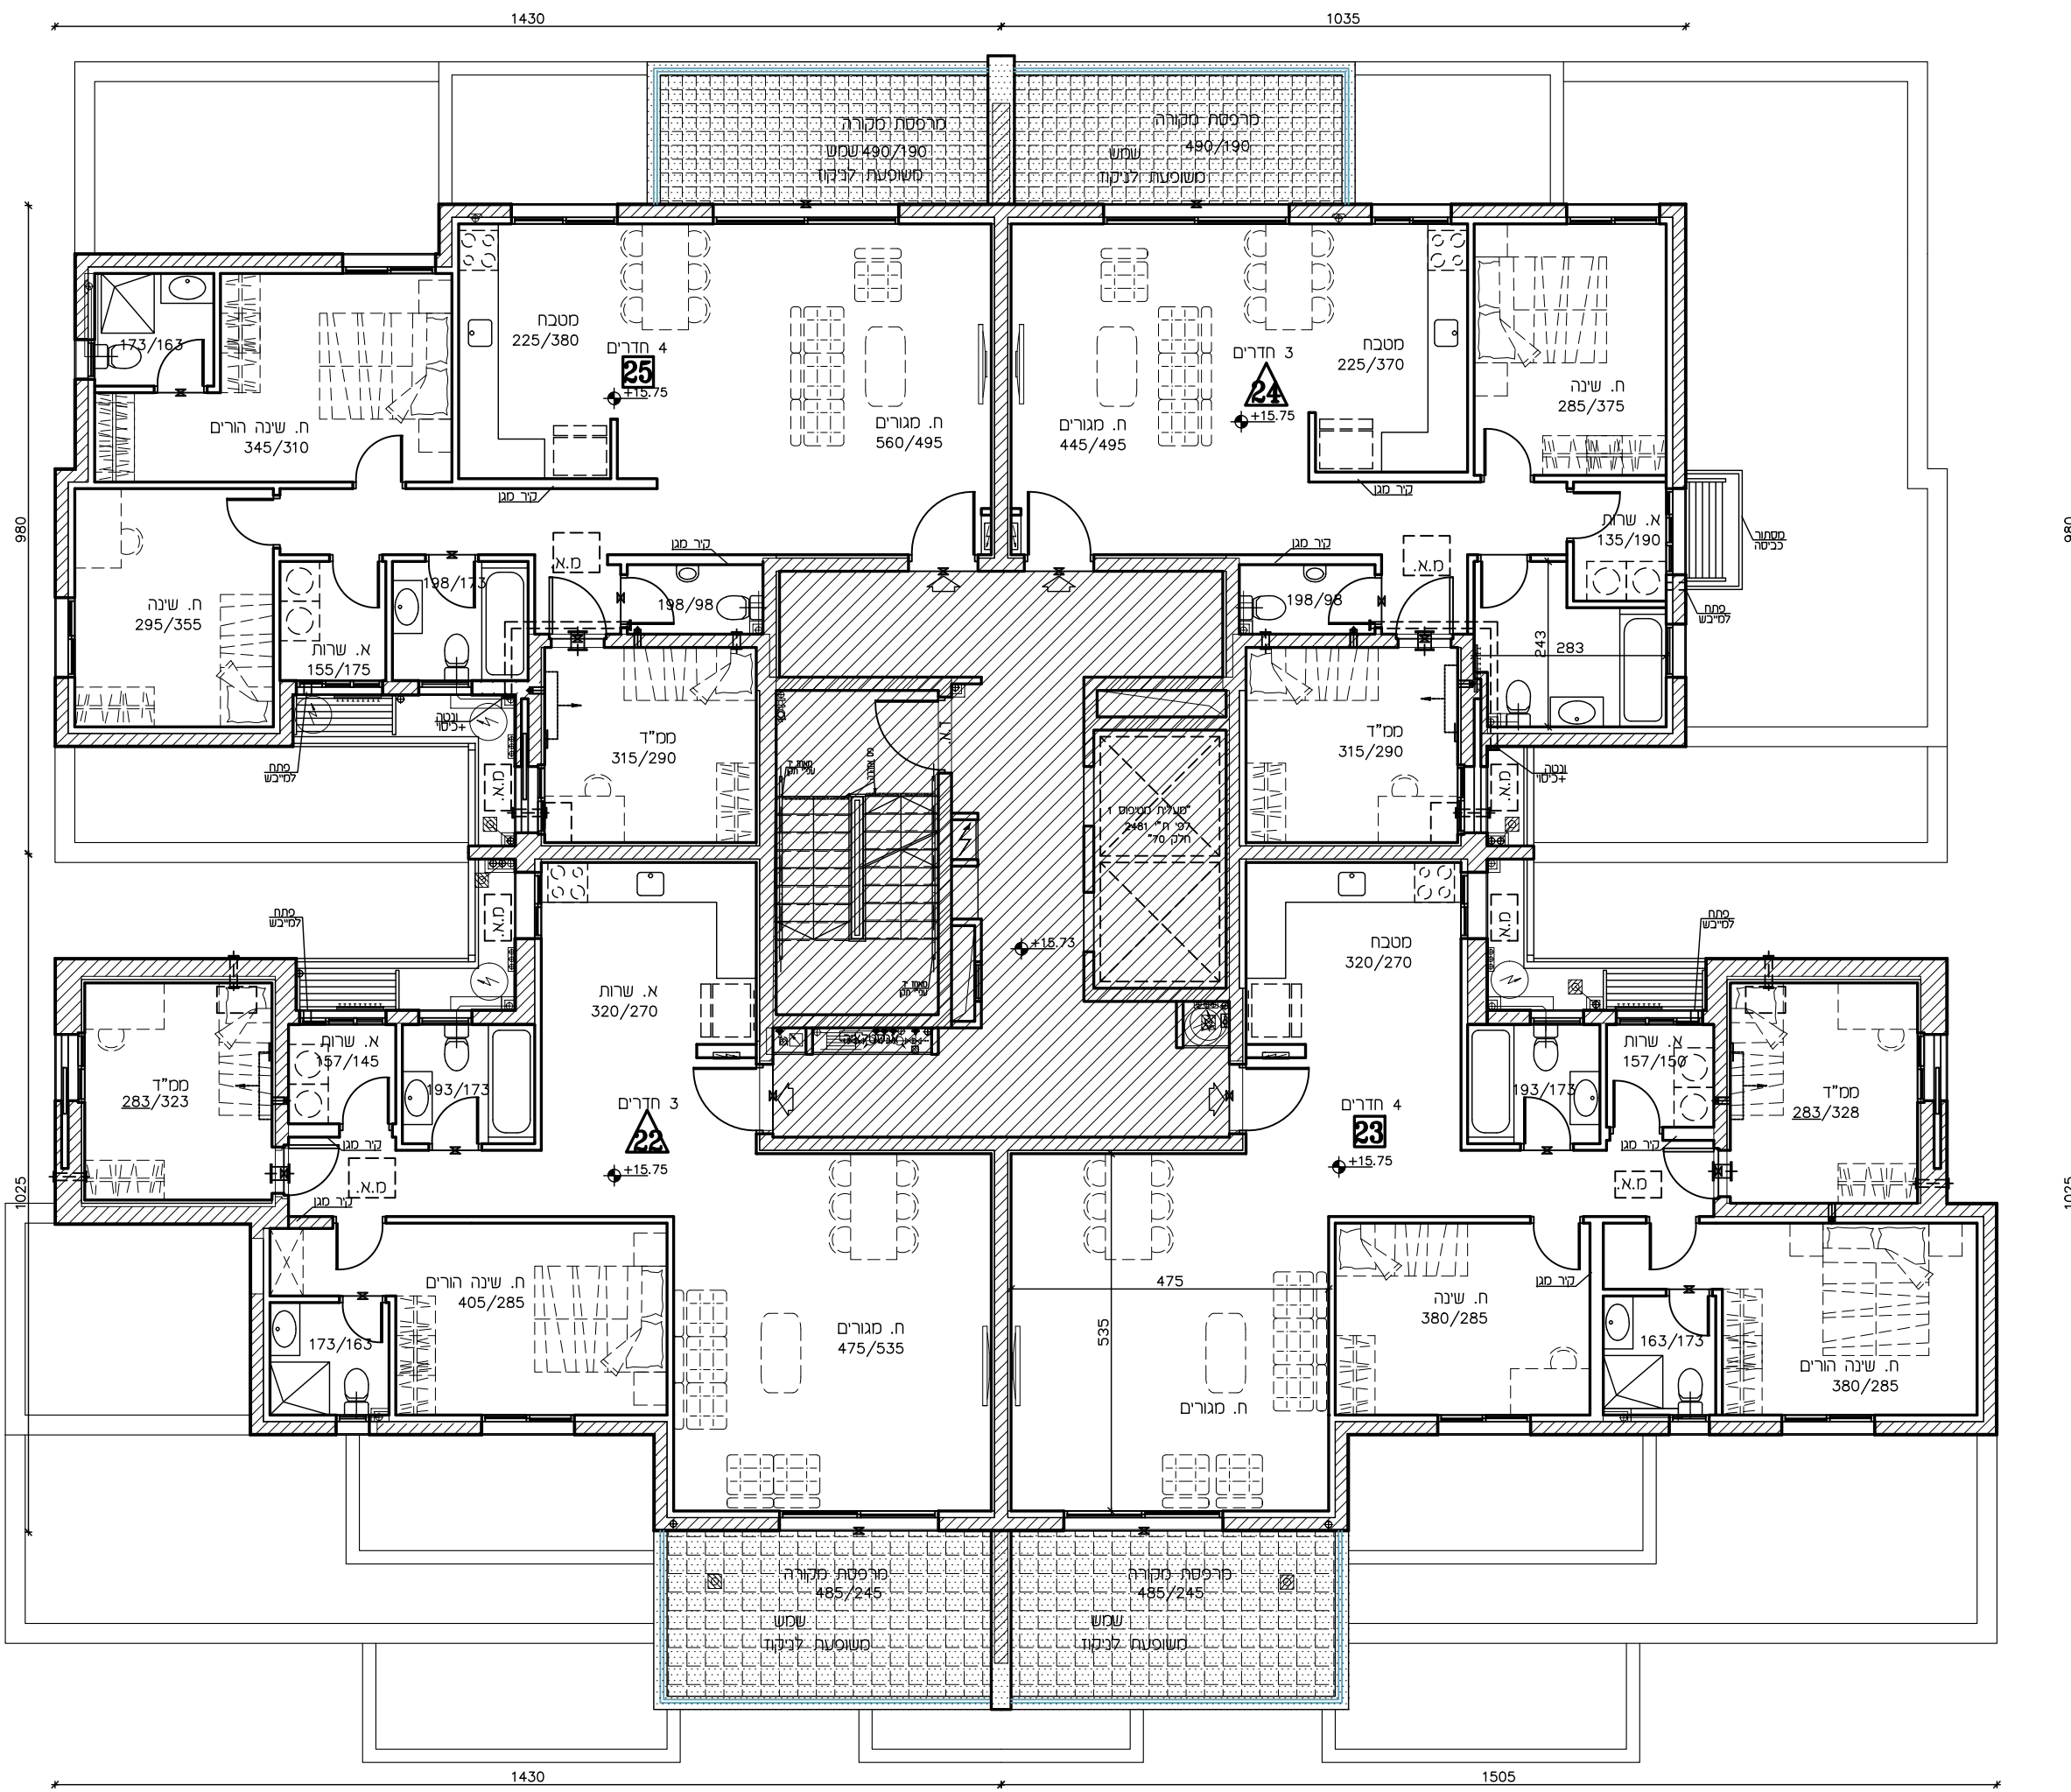 1430
1035
מרפסת מקורה
490/190
שמש
משופעת לניקוז
מרפסת מקורה
490/190
שמש
משופעת לניקוז
980
980
1025
1025
173/163
ח. שינה הורים
345/310
מטבח
225/380
4 חדרים
25
+15.75
ח. מגורים
560/495
קיר מגן
ח. מגורים
445/495
3 חדרים
24
+15.75
מטבח
225/370
קיר מגן
ח. שינה
285/375
א. שרות
135/190
מסתור
כביסה
פתח
למייבש
ח. שינה
295/355
א. שרות
155/175
198/173
מ.א.
קיר מגן
198/98
קיר מגן
198/98
מ.א.
243
283
פתח
למייבש
ונטה
+כיסוי
מ.א.
ממ"ד
315/290
ממ"ד
315/290
ונטה
+כיסוי
מ.א.
"מעלית מטיפוס 1
לפי ת"י 2481
חלק 70"
+15.73
פתח
למייבש
מ.א.
א. שרות
320/270
מטבח
320/270
מ.א.
פתח
למייבש
ממ"ד
283/323
א. שרות
157/145
193/173
קיר מגן
מ.א.
קיר מגן
3 חדרים
22
+15.75
4 חדרים
23
+15.75
193/173
א. שרות
157/150
קיר מגן
מ.א.
ממ"ד
283/328
ח. שינה הורים
405/285
173/163
ח. מגורים
475/535
475
535
ח. מגורים
ח. שינה
380/285
קיר מגן
163/173
ח. שינה הורים
380/285
מרפסת מקורה
485/245
שמש
משופעת לניקוז
מרפסת מקורה
485/245
שמש
משופעת לניקוז
1430
1505